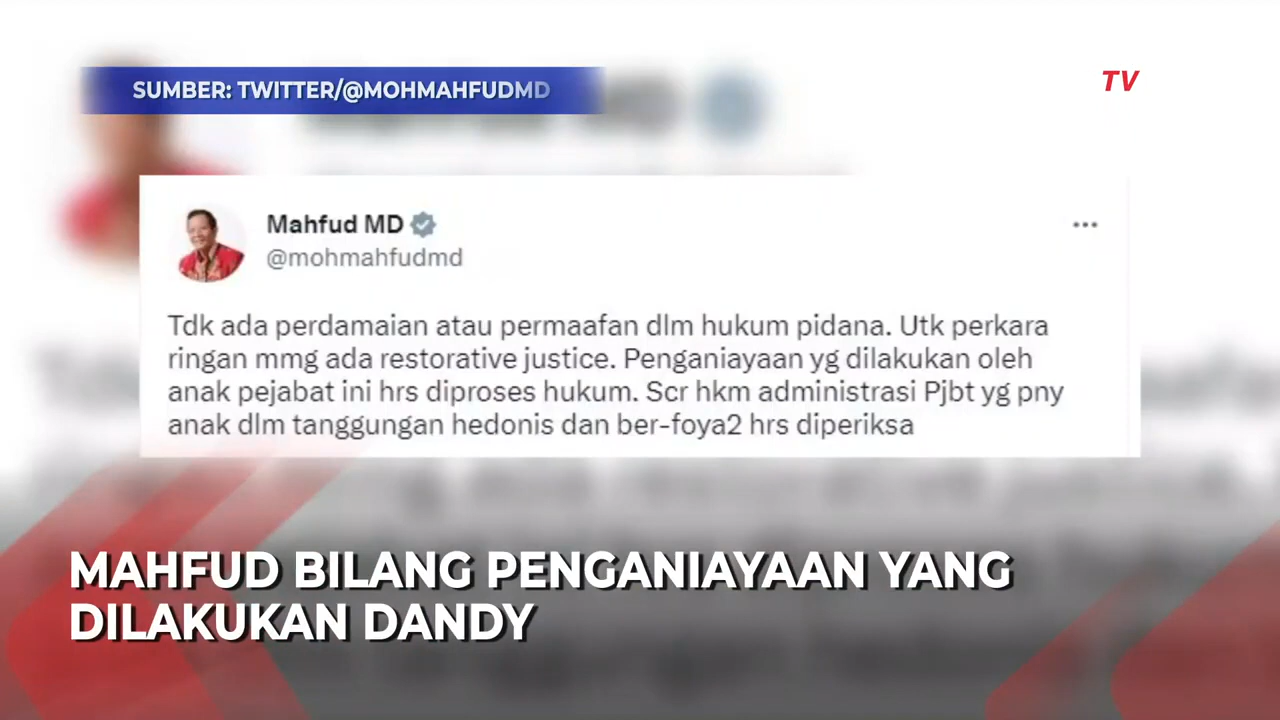 SUMBER: TWITTER/@MOHMAHFUDMD
TV
Mahfud MD
@mohmahfudmd
Tdk ada perdamaian atau permaafan dlm hukum pidana. Utk perkara
ringan mmg ada restorative justice. Penganiayaan yg dilakukan oleh
anak pejabat ini hrs diproses hukum. Scr hkm administrasi Pjbt yg pny
anak dlm tanggungan hedonis dan ber-foya2 hrs diperiksa
MAHFUD BILANG PENGANIAYAAN YANG
DILAKUKAN DANDY